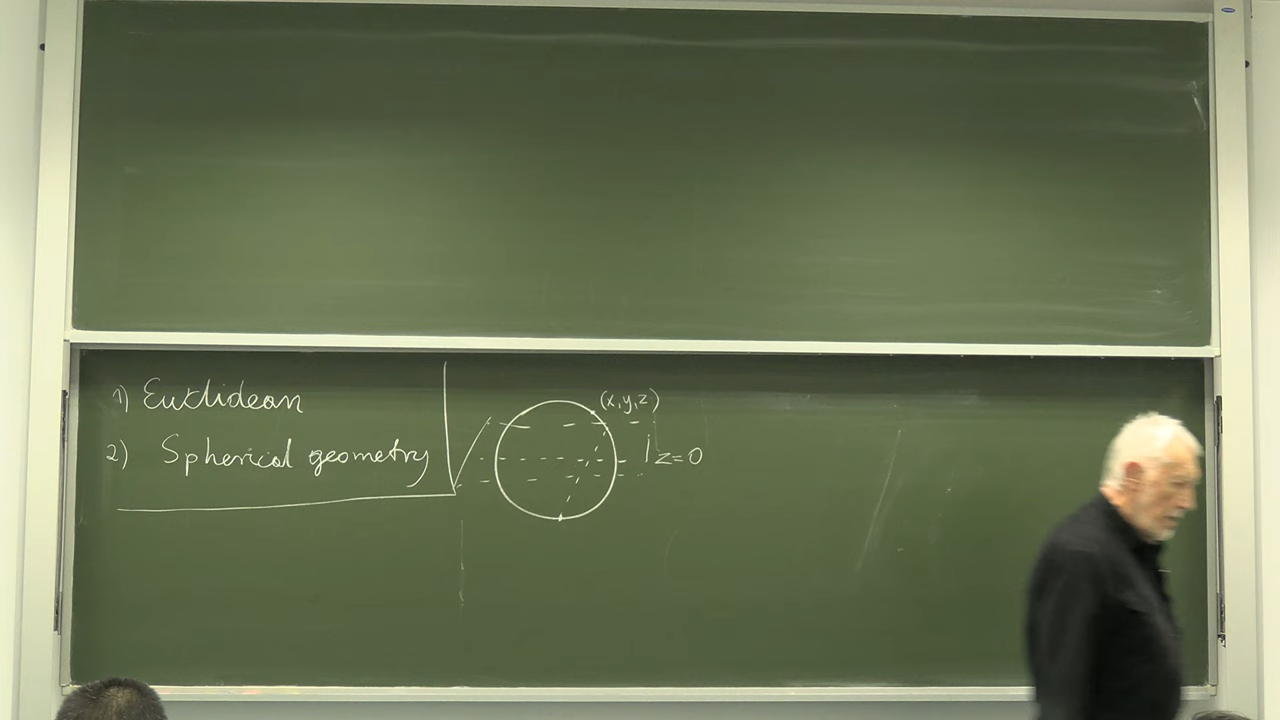 1) Euclidean
2) Spherical geometry
(x,y,z)
z=0